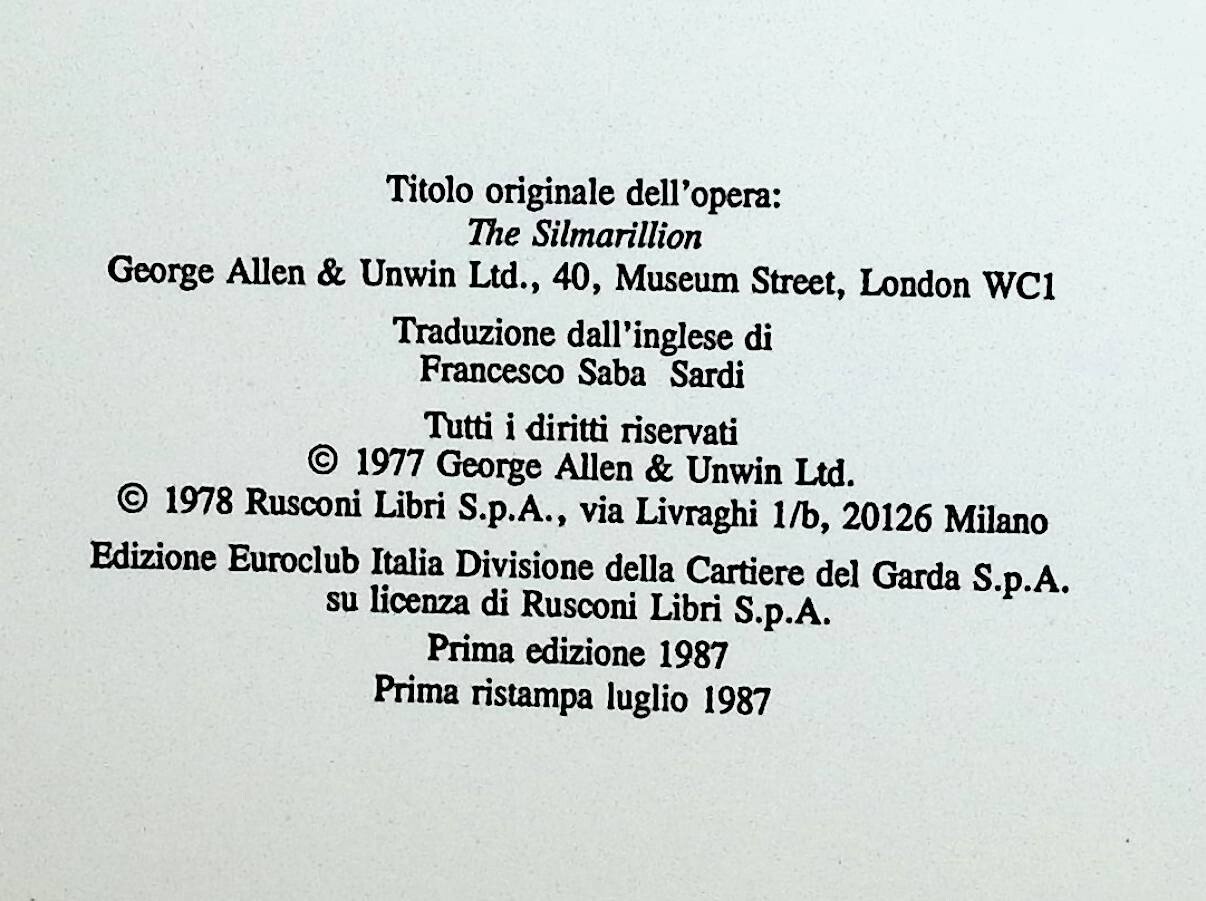 Titolo originale dell'opera:
The Silmarillion
George Allen & Unwin Ltd., 40, Museum Street, London WC1
Traduzione dall'inglese di
Francesco Saba Sardi
Tutti i diritti riservati
© 1977 George Allen & Unwin Ltd.
© 1978 Rusconi Libri S.p.A., via Livraghi 1/b, 20126 Milano
Edizione Euroclub Italia Divisione della Cartiere del Garda S.p.A.
su licenza di Rusconi Libri S.p.A.
Prima edizione 1987
Prima ristampa luglio 1987